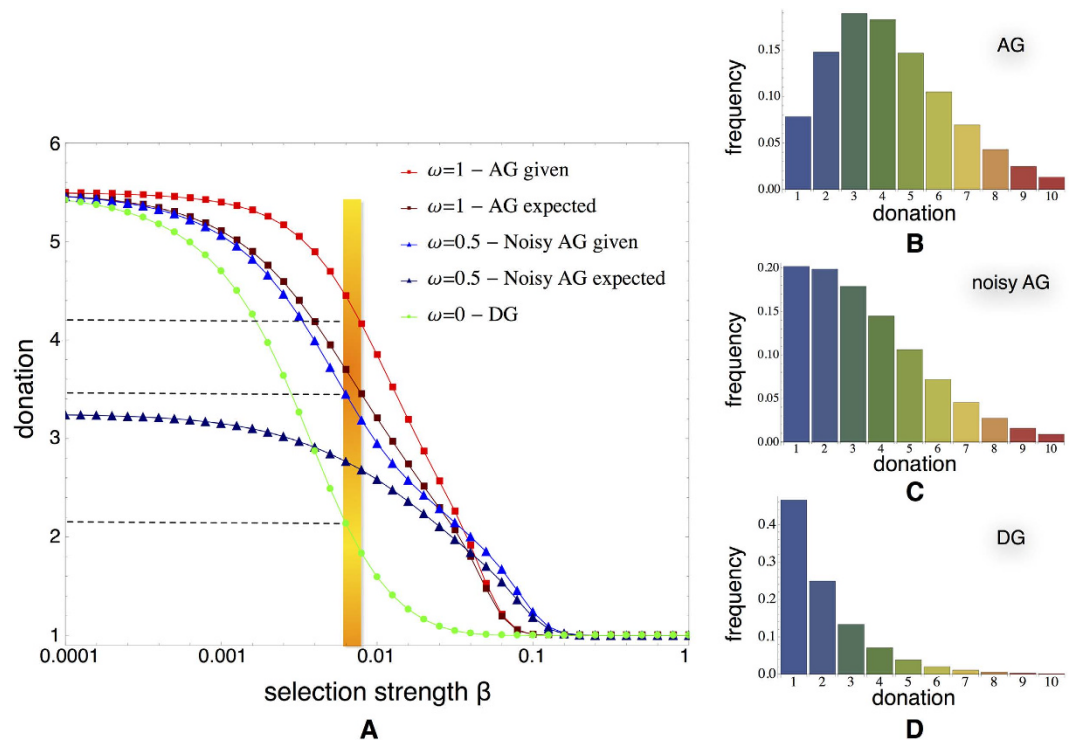 6
5
4
3
2
1
donation
0.0001
0.001
0.01
0.1
1
selection strength β
ω=1 – AG given
ω=1 – AG expected
ω=0.5 – Noisy AG given
ω=0.5 – Noisy AG expected
ω=0 – DG
A
AG
frequency
0.15
0.10
0.05
0.00
1 2 3 4 5 6 7 8 9 10
donation
B
noisy AG
frequency
0.20
0.15
0.10
0.05
0.00
1 2 3 4 5 6 7 8 9 10
donation
C
DG
frequency
0.4
0.3
0.2
0.1
0.0
1 2 3 4 5 6 7 8 9 10
donation
D